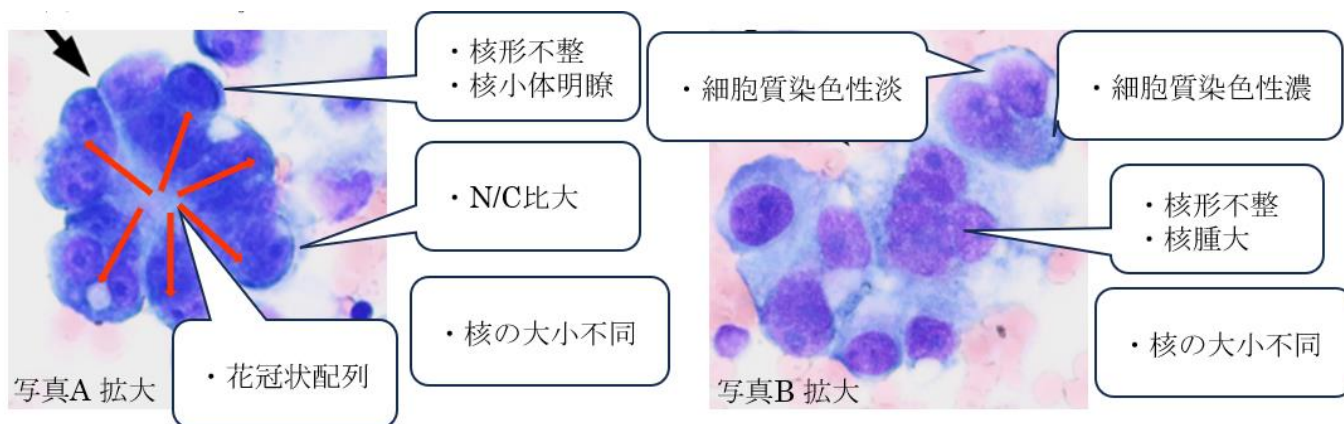 ・核形不整
・核小体明瞭
・N/C比大
・核の大小不同
・花冠状配列
写真A 拡大
・細胞質染色性淡
・細胞質染色性濃
・核形不整
・核腫大
・核の大小不同
写真B 拡大